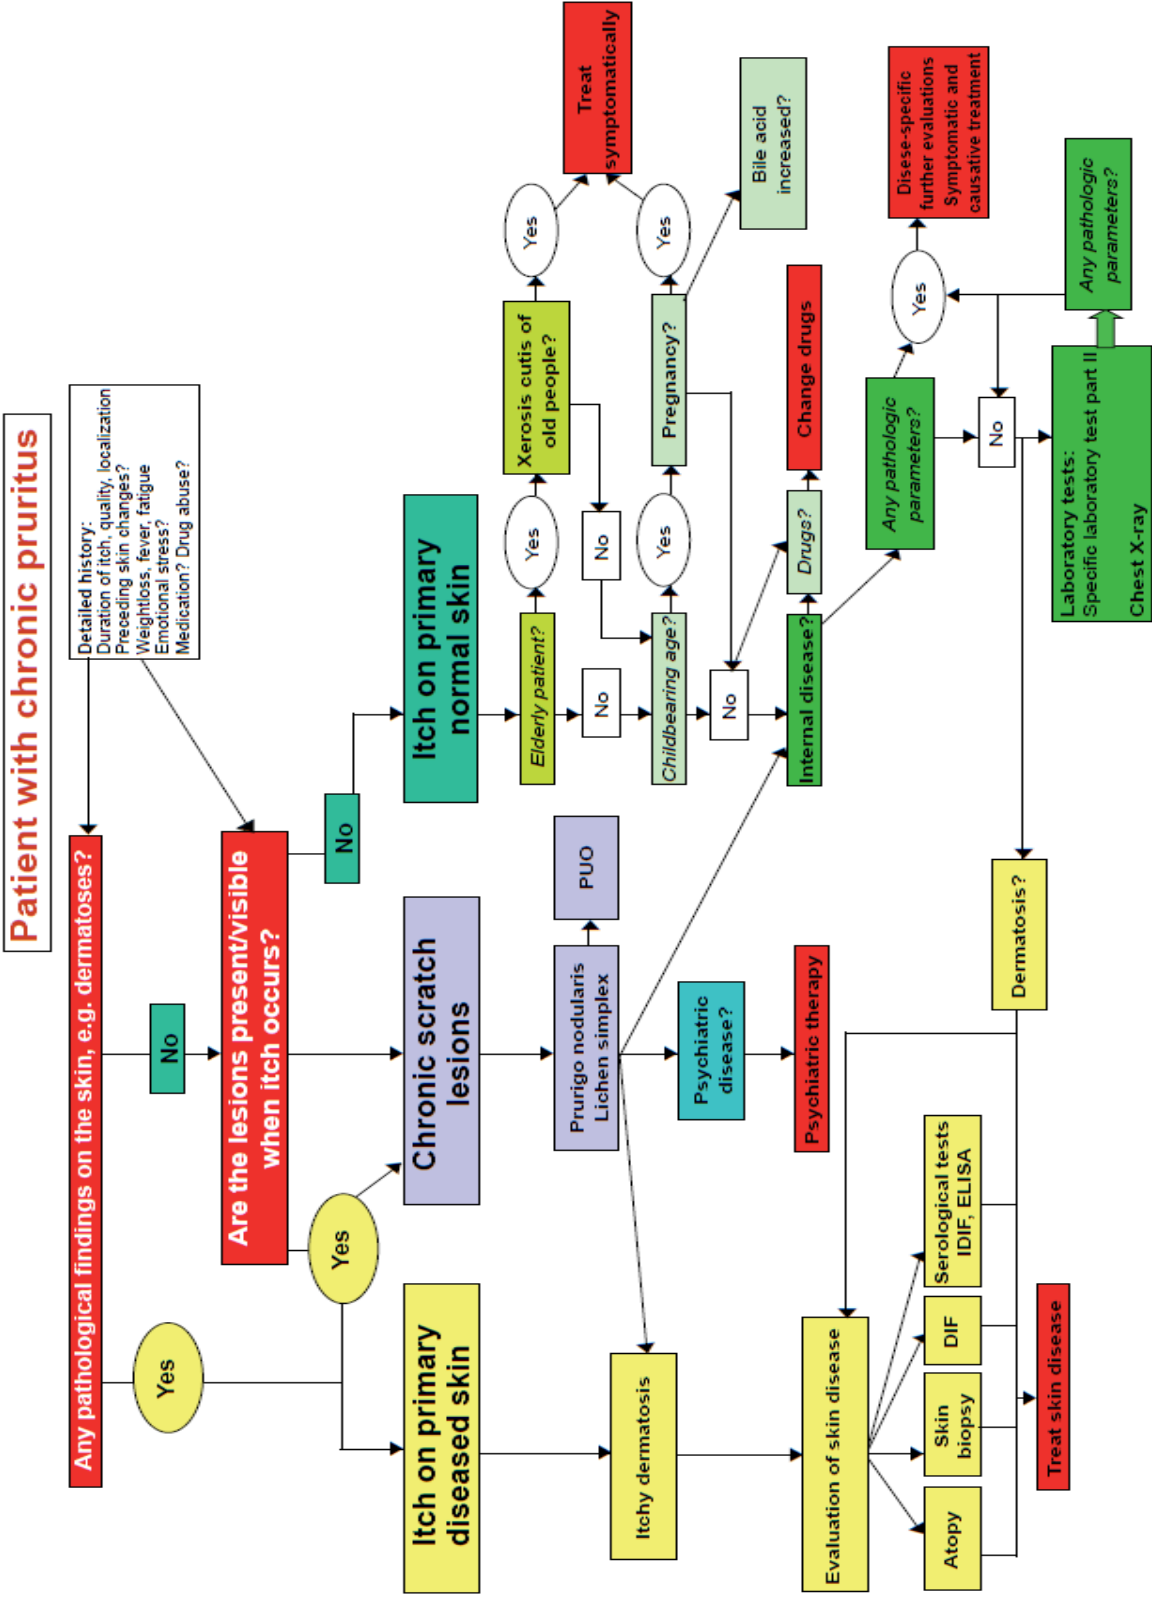 Patient with chronic pruritus
Any pathological findings on the skin, e.g. dermatoses?
Detailed history:
Duration of itch, quality, localization
Preceding skin changes?
Weightloss, fever, fatigue
Emotional stress?
Medication? Drug abuse?
Yes
No
Are the lesions present/visible
when itch occurs?
Yes
No
Itch on primary
diseased skin
Chronic scratch
lesions
Itch on primary
normal skin
Elderly patient?
Yes
Xerosis cutis of
old people?
Yes
Treat
symptomatically
Prurigo nodularis
Lichen simplex
PUO
No
No
Itchy dermatosis
Psychiatric
disease?
Childbearing age?
Yes
Pregnancy?
Yes
No
Bile acid
increased?
Psychiatric therapy
Internal disease?
Drugs?
Change drugs
Evaluation of skin disease
Any pathologic
parameters?
Yes
Disese-specific
further evaluations
Symptomatic and
causative treatment
Atopy
Skin
biopsy
DIF
Serological tests
IDIF, ELISA
Dermatosis?
No
Treat skin disease
Laboratory tests:
Specific laboratory test part II
Chest X-ray
Any pathologic
parameters?